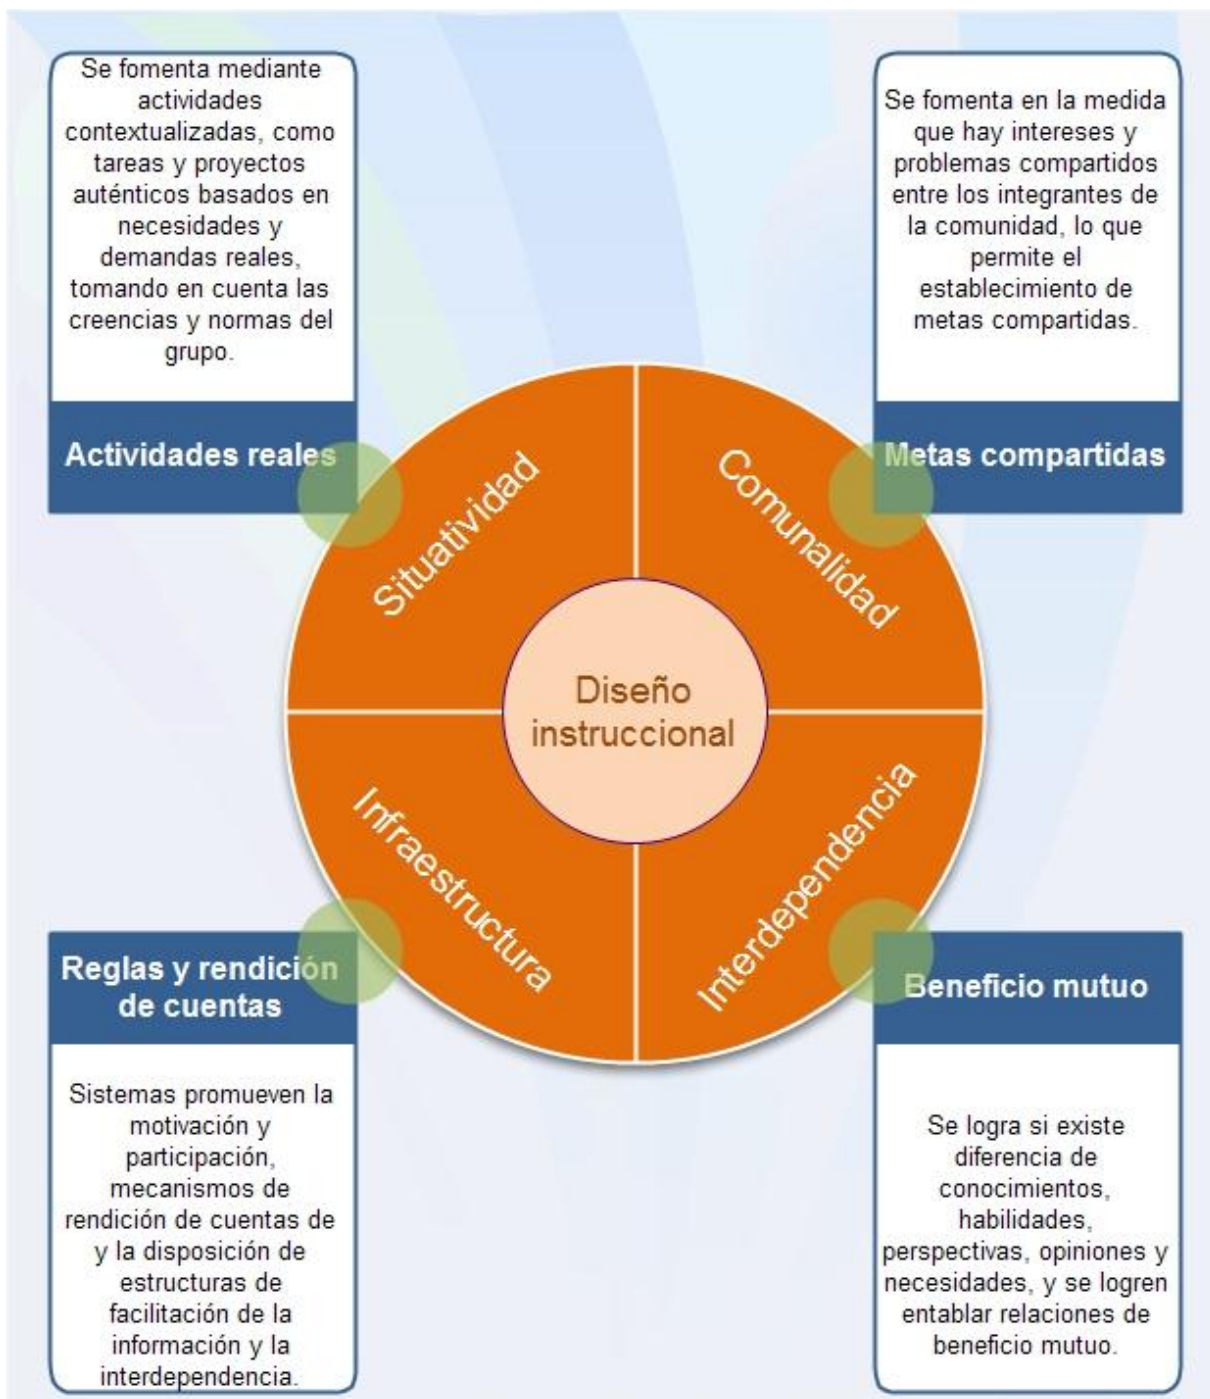 Se fomenta mediante
actividades
contextualizadas, como
tareas y proyectos
auténticos basados en
necesidades y
demandas reales,
tomando en cuenta las
creencias y normas del
grupo.
Actividades reales
Se fomenta en la medida
que hay intereses y
problemas compartidos
entre los integrantes de
la comunidad, lo que
permite el
establecimiento de
metas compartidas.
Metas compartidas
Situatividad
Comunalidad
Diseño
instruccional
Infraestructura
Interdependencia
Reglas y rendición
de cuentas
Sistemas promueven la
motivación y
participación,
mecanismos de
rendición de cuentas de
y la disposición de
estructuras de
facilitación de la
información y la
interdependencia.
Beneficio mutuo
Se logra si existe
diferencia de
conocimientos,
habilidades,
perspectivas, opiniones y
necesidades, y se logren
entablar relaciones de
beneficio mutuo.